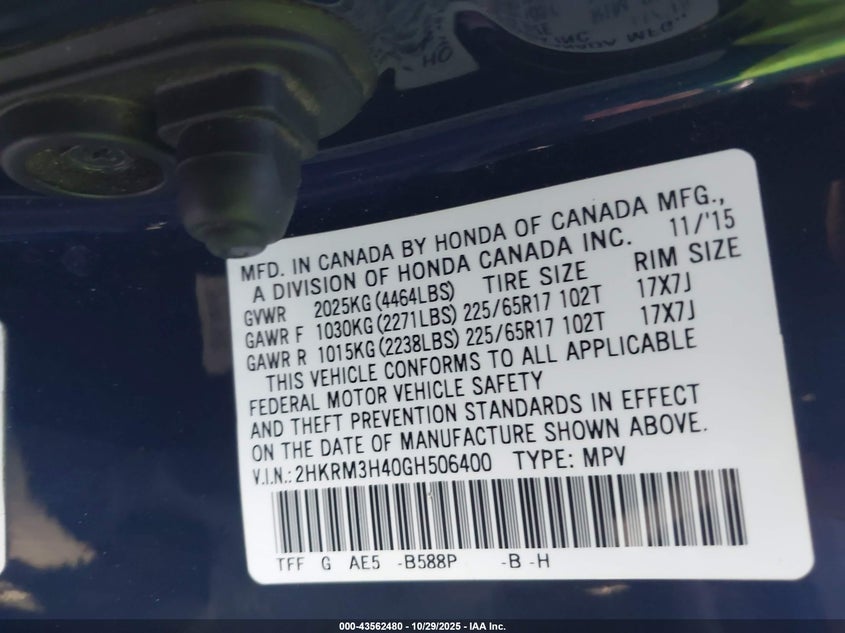 MFD. IN CANADA BY HONDA OF CANADA MFG.,
A DIVISION OF HONDA CANADA INC. 11/'15
GVWR 2025KG(4464LBS) TIRE SIZE RIM SIZE
GAWR F 1030KG(2271LBS) 225/65R17 102T 17X7J
GAWR R 1015KG(2238LBS) 225/65R17 102T 17X7J
THIS VEHICLE CONFORMS TO ALL APPLICABLE
FEDERAL MOTOR VEHICLE SAFETY
AND THEFT PREVENTION STANDARDS IN EFFECT
ON THE DATE OF MANUFACTURE SHOWN ABOVE.
V.I.N.:2HKRM3H40GH506400 TYPE: MPV
TFF G AE5 -B588P -B -H
000-43562480 - 10/29/2025 - IAA Inc.